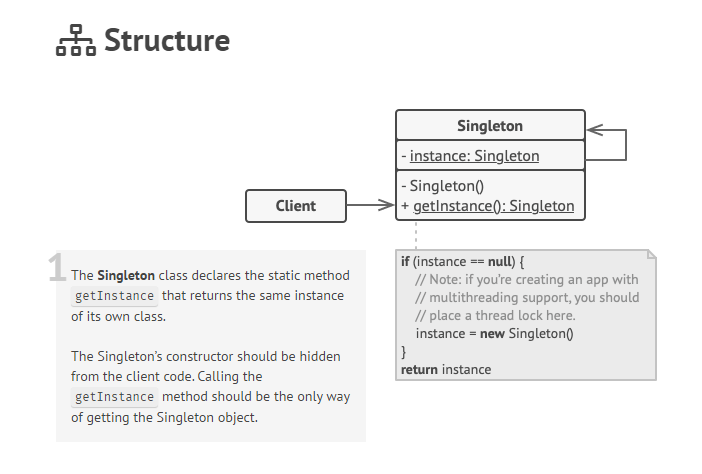 Structure
Singleton
- instance: Singleton
- Singleton()
+ getInstance(): Singleton
Client
1
The Singleton class declares the static method
getInstance that returns the same instance
of its own class.
The Singleton’s constructor should be hidden
from the client code. Calling the
getInstance method should be the only way
of getting the Singleton object.
if (instance == null) {
// Note: if you’re creating an app with
// multithreading support, you should
// place a thread lock here.
instance = new Singleton()
}
return instance